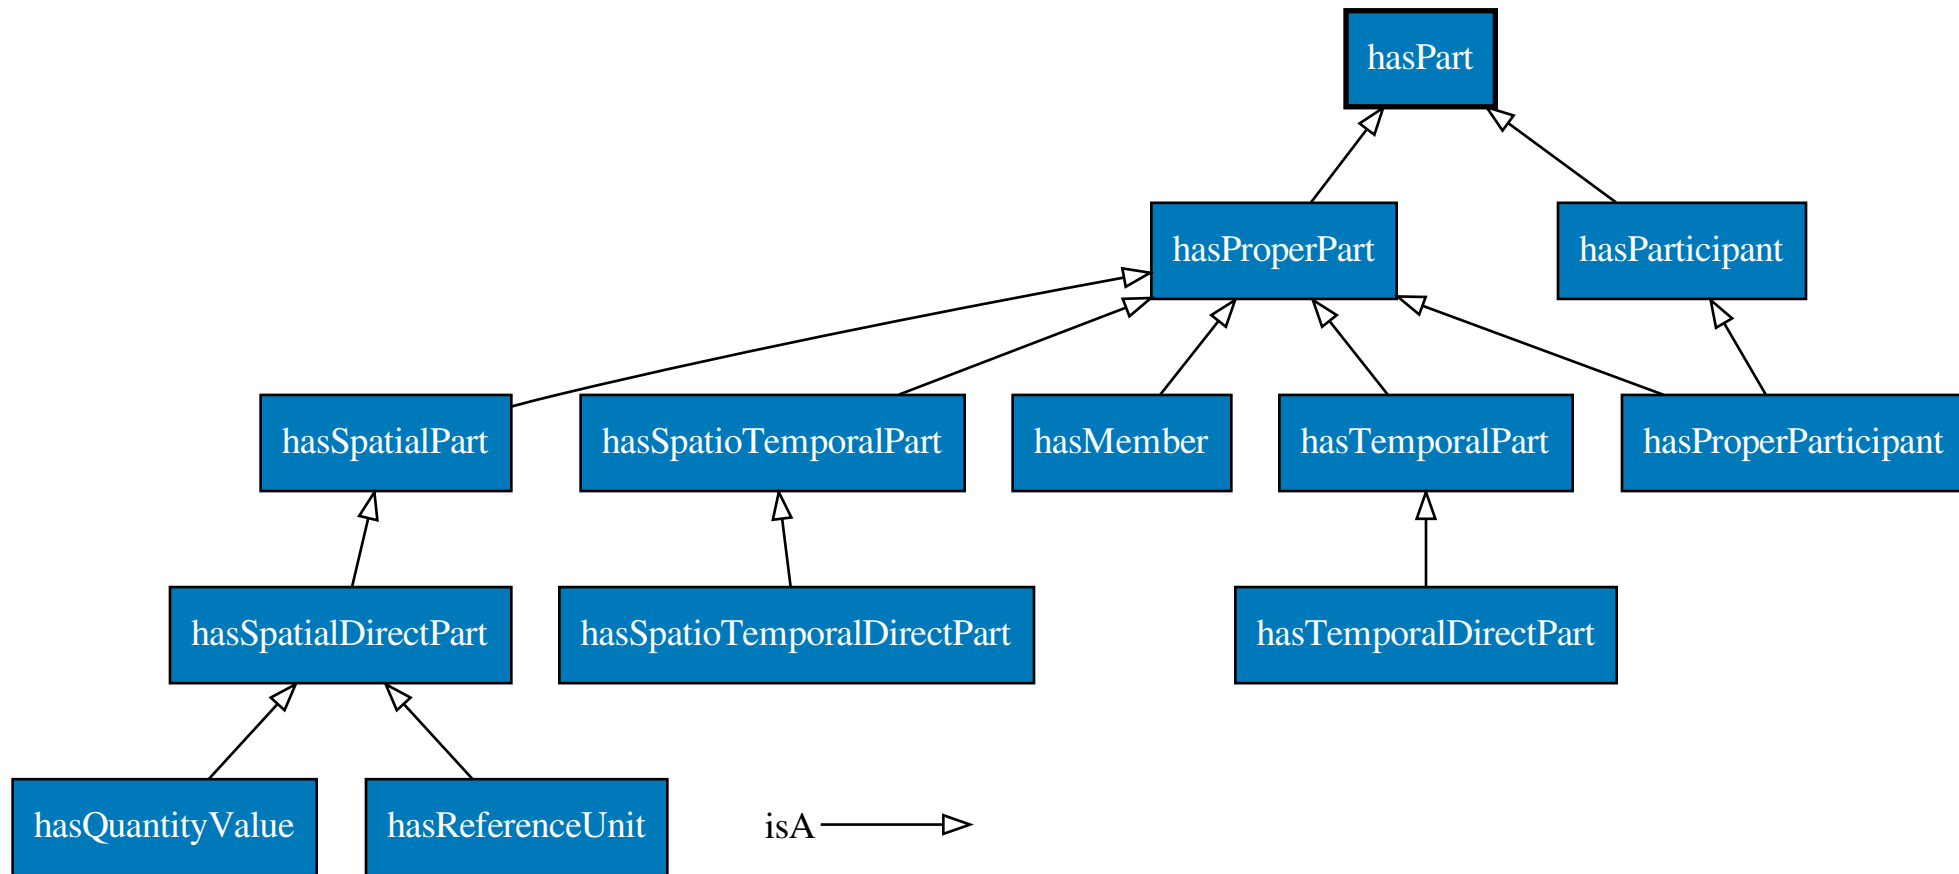 hasPart
hasProperPart
hasParticipant
hasSpatialPart
hasSpatioTemporalPart
hasMember
hasTemporalPart
hasProperParticipant
hasSpatialDirectPart
hasSpatioTemporalDirectPart
hasTemporalDirectPart
hasQuantityValue
hasReferenceUnit
isA